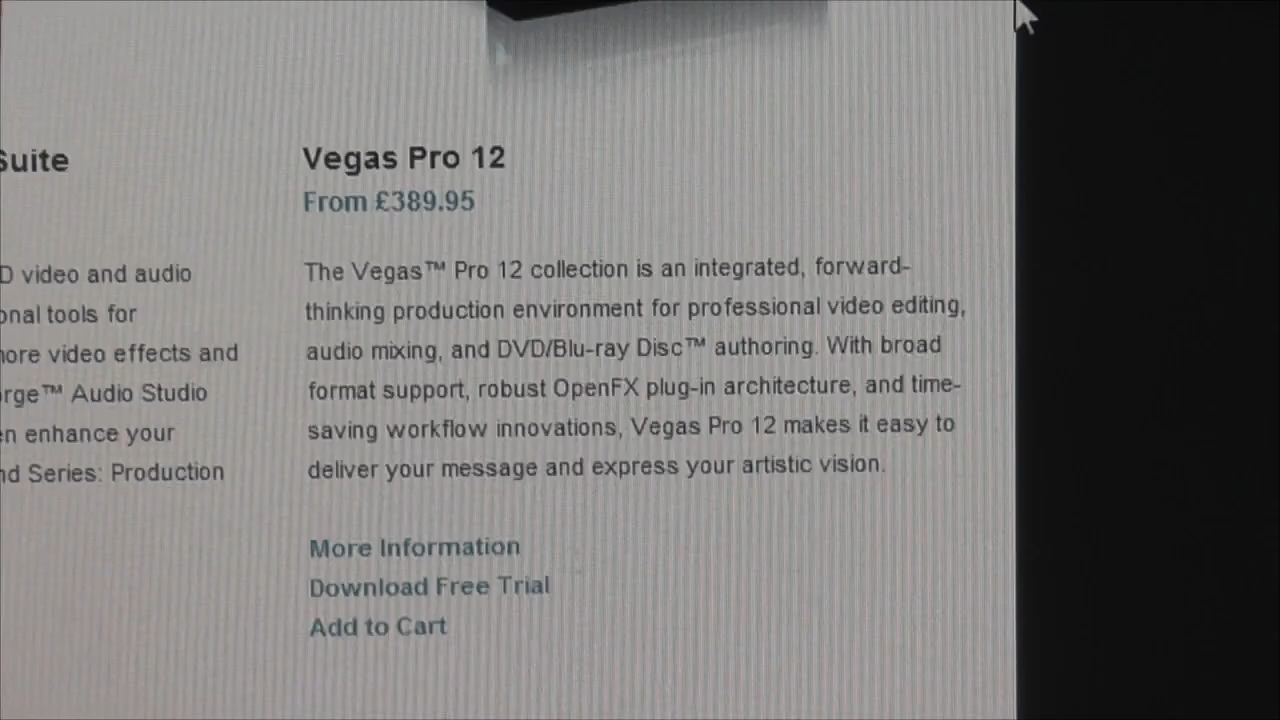 Suite
D video and audio
onal tools for
more video effects and
orge™ Audio Studio
en enhance your
nd Series: Production
Vegas Pro 12
From £389.95
The Vegas™ Pro 12 collection is an integrated, forward-
thinking production environment for professional video editing,
audio mixing, and DVD/Blu-ray Disc™ authoring. With broad
format support, robust OpenFX plug-in architecture, and time-
saving workflow innovations, Vegas Pro 12 makes it easy to
deliver your message and express your artistic vision.
More Information
Download Free Trial
Add to Cart